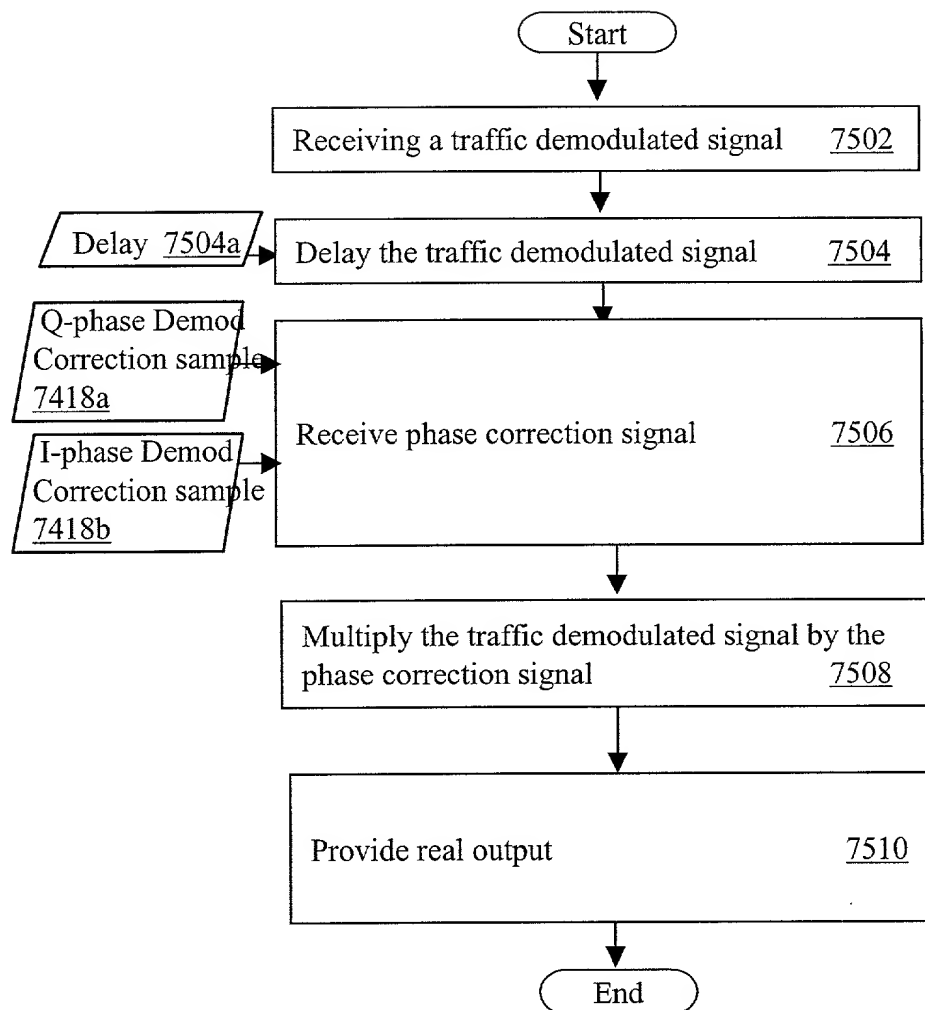 Start
Receiving a traffic demodulated signal 7502
Delay 7504a
Delay the traffic demodulated signal 7504
Q-phase Demod
Correction sample
7418a
I-phase Demod
Correction sample
7418b
Receive phase correction signal 7506
Multiply the traffic demodulated signal by the
phase correction signal 7508
Provide real output 7510
End